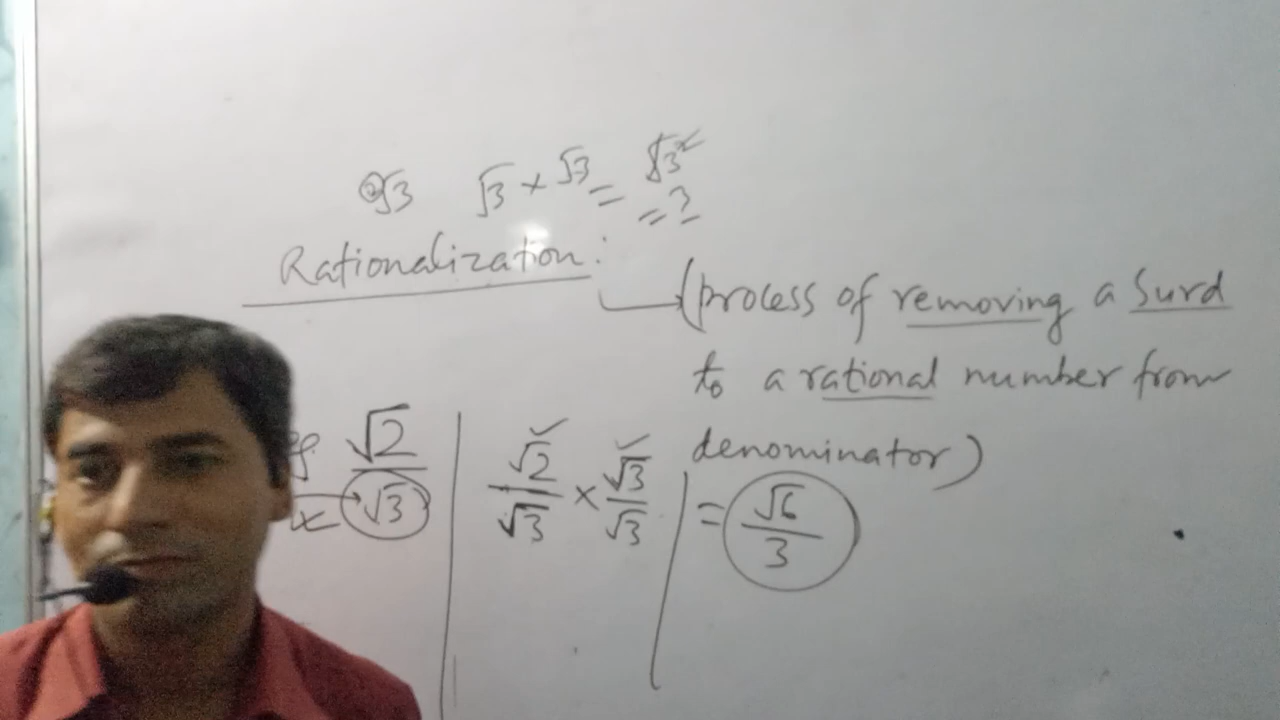 √3 √3 × √3 = √3²
= 3
Rationalization:
(process of removing a Surd
to a rational number from
denominator)
√2/√3
√2/√3 × √3/√3 = √6/3